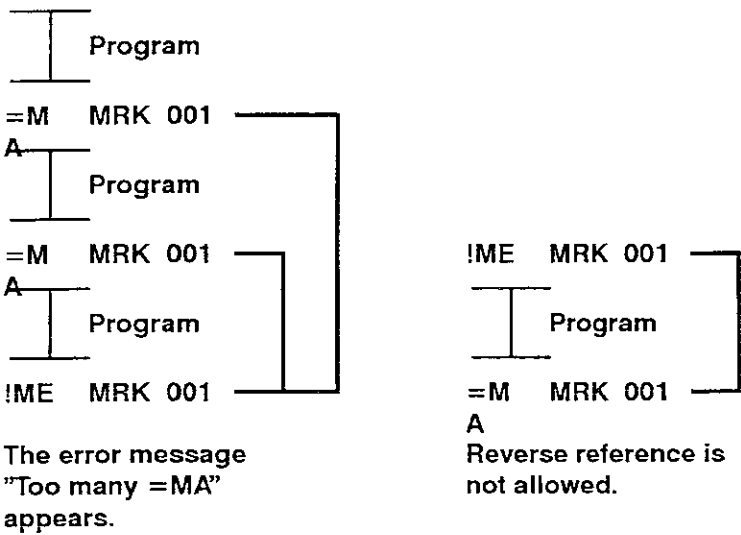 Program
=M MRK 001
A
Program
=M MRK 001
A
Program
!ME MRK 001
The error message
"Too many =MA"
appears.
!ME MRK 001
Program
=M MRK 001
A
Reverse reference is
not allowed.